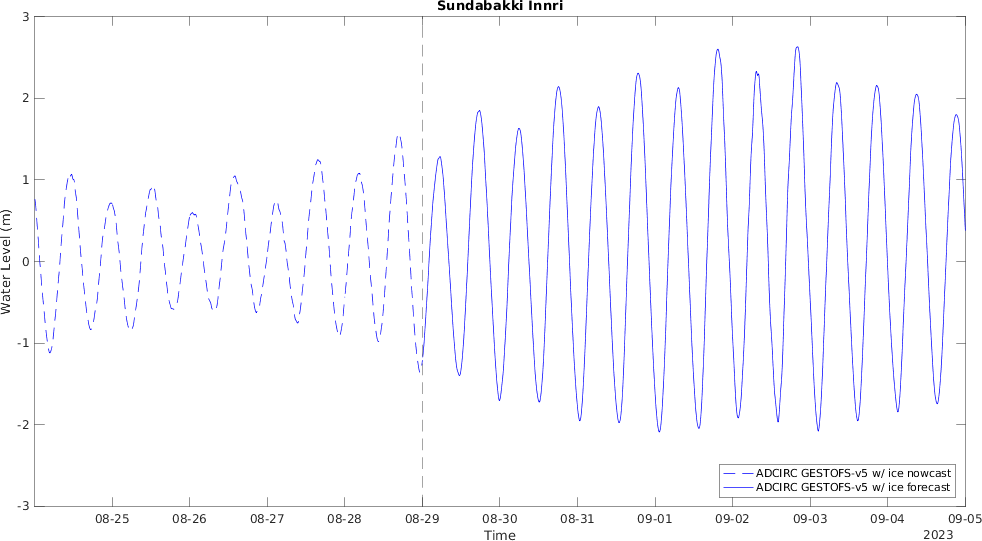 Sundabakki Innri
3
2
1
0
-1
-2
-3
Water Level (m)
ADCIRC GESTOFS-v5 w/ ice nowcast
ADCIRC GESTOFS-v5 w/ ice forecast
08-25 08-26 08-27 08-28 08-29 08-30 08-31 09-01 09-02 09-03 09-04 09-05
Time
2023